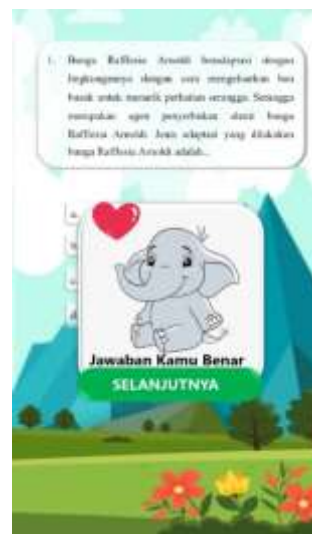 1. Bunga Rafflesia Arnoldi beradaptasi dengan
lingkungannya dengan cara mengeluarkan bau
busuk untuk menarik perhatian serangga. Serangga
merupakan agen penyerbukan alami bunga
Rafflesia Arnoldi. Jenis adaptasi yang dilakukan
bunga Rafflesia Arnoldi adalah...
Jawaban Kamu Benar
SELANJUTNYA